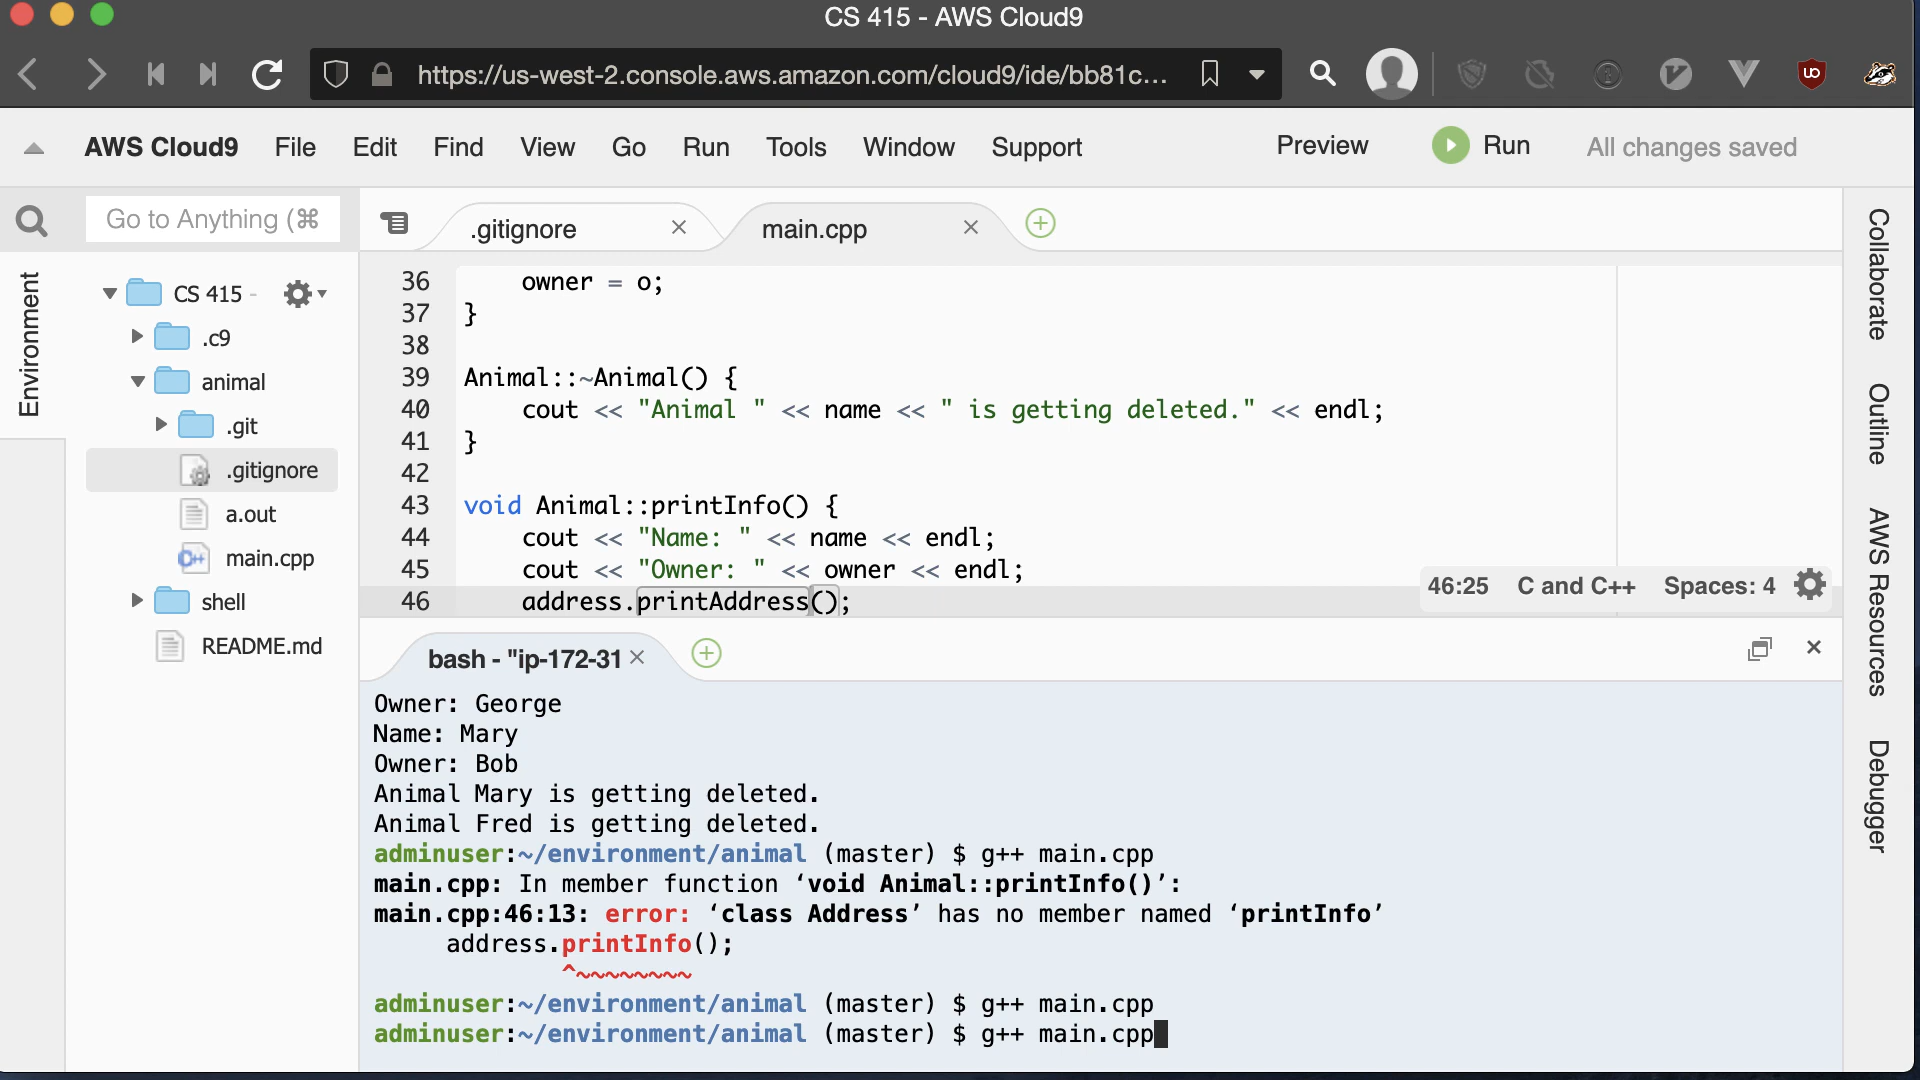 CS 415 - AWS Cloud9
https://us-west-2.console.aws.amazon.com/cloud9/ide/bb81c...
AWS Cloud9 File Edit Find View Go Run Tools Window Support Preview Run All changes saved
Go to Anything (⌘
.gitignore main.cpp
Environment
CS 415 -
.c9
animal
.git
.gitignore
a.out
main.cpp
shell
README.md
36 owner = o;
37 }
38
39 Animal::~Animal() {
40 cout << "Animal " << name << " is getting deleted." << endl;
41 }
42
43 void Animal::printInfo() {
44 cout << "Name: " << name << endl;
45 cout << "Owner: " << owner << endl;
46 address.printAddress();
46:25 C and C++ Spaces: 4
bash - "ip-172-31
Owner: George
Name: Mary
Owner: Bob
Animal Mary is getting deleted.
Animal Fred is getting deleted.
adminuser:~/environment/animal (master) $ g++ main.cpp
main.cpp: In member function ‘void Animal::printInfo()’:
main.cpp:46:13: error: ‘class Address’ has no member named ‘printInfo’
address.printInfo();
^~~~~~~~~
adminuser:~/environment/animal (master) $ g++ main.cpp
adminuser:~/environment/animal (master) $ g++ main.cpp
Collaborate
Outline
AWS Resources
Debugger